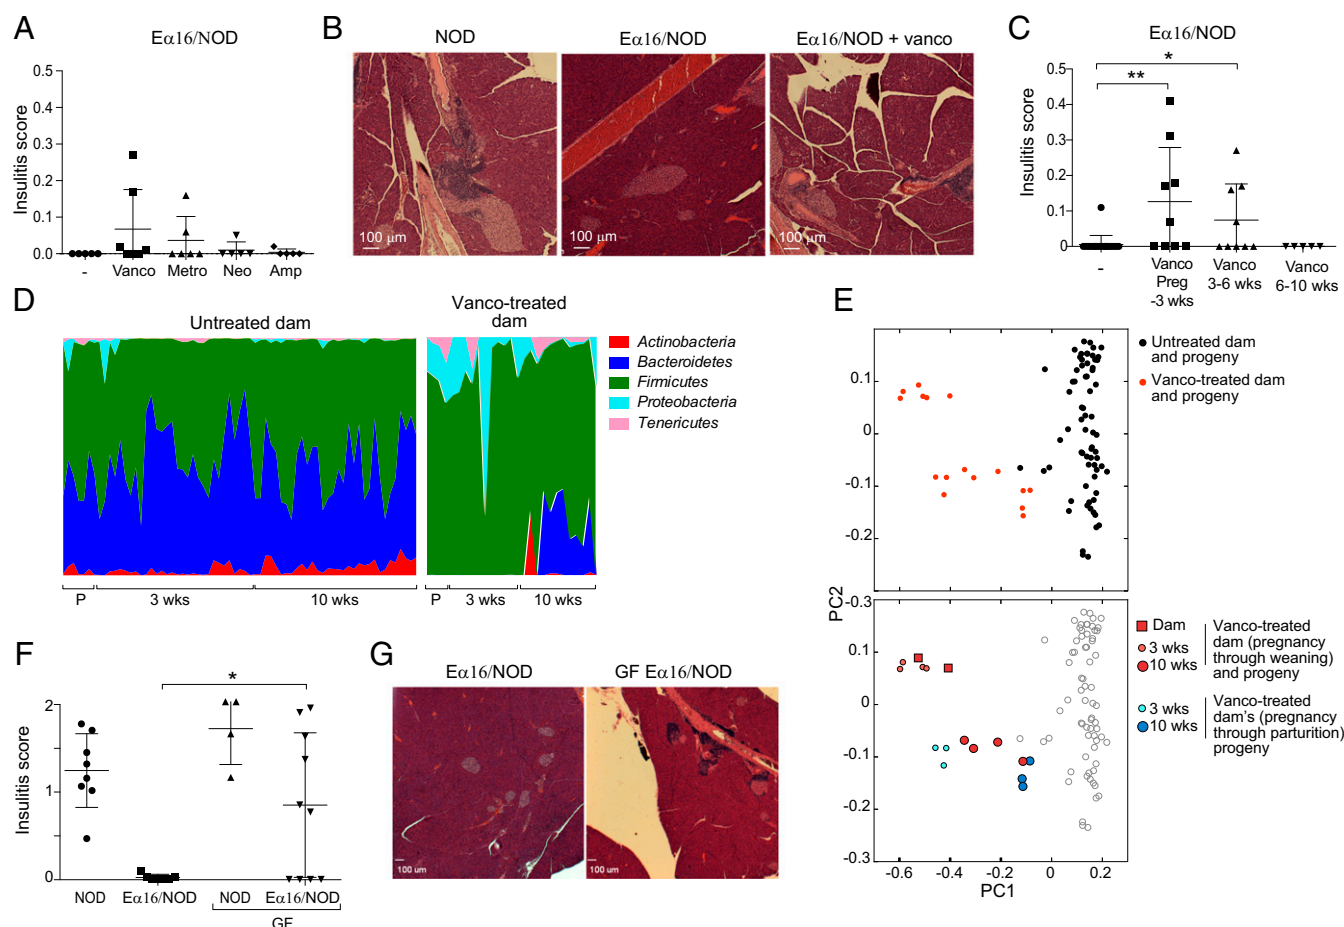 A
Eα16/NOD
Insulitis score
0.5
0.4
0.3
0.2
0.1
0.0
-
Vanco
Metro
Neo
Amp
B
NOD
Eα16/NOD
Eα16/NOD + vanco
100 μm
100 μm
100 μm
C
Eα16/NOD
Insulitis score
0.5
0.4
0.3
0.2
0.1
0
*
**
-
Vanco
Preg
-3 wks
Vanco
3-6 wks
Vanco
6-10 wks
D
Untreated dam
Vanco-treated
dam
P
3 wks
10 wks
P
3 wks
10 wks
Actinobacteria
Bacteroidetes
Firmicutes
Proteobacteria
Tenericutes
E
0.1
0
-0.1
-0.2
PC2
-0.3
0.1
0
-0.1
-0.2
-0.3
-0.6
-0.4
-0.2
0
0.2
PC1
Untreated dam
and progeny
Vanco-treated dam
and progeny
Dam
3 wks
10 wks
Vanco-treated
dam (pregnancy
through weaning)
and progeny
3 wks
10 wks
Vanco-treated
dam's (pregnancy
through parturition)
progeny
F
Insulitis score
2
1
0
*
NOD
Eα16/NOD
NOD
Eα16/NOD
GF
G
Eα16/NOD
GF Eα16/NOD
100 um
100 um